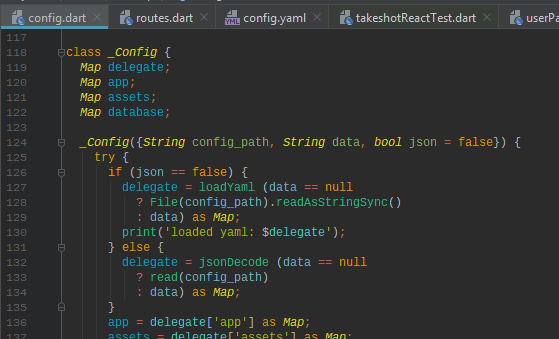 config.dart × routes.dart × config.yaml × takeshotReactTest.dart × userPa
117
118 class _Config {
119 Map delegate;
120 Map app;
121 Map assets;
122 Map database;
123
124 _Config({String config_path, String data, bool json = false}) {
125 try {
126 if (json == false) {
127 delegate = loadYaml (data == null
128 ? File(config_path).readAsStringSync()
129 : data) as Map;
130 print('loaded yaml: $delegate');
131 } else {
132 delegate = jsonDecode (data == null
133 ? read(config_path)
134 : data) as Map;
135 }
136 app = delegate['app'] as Map;
137 assets = delegate['assets'] as Map;